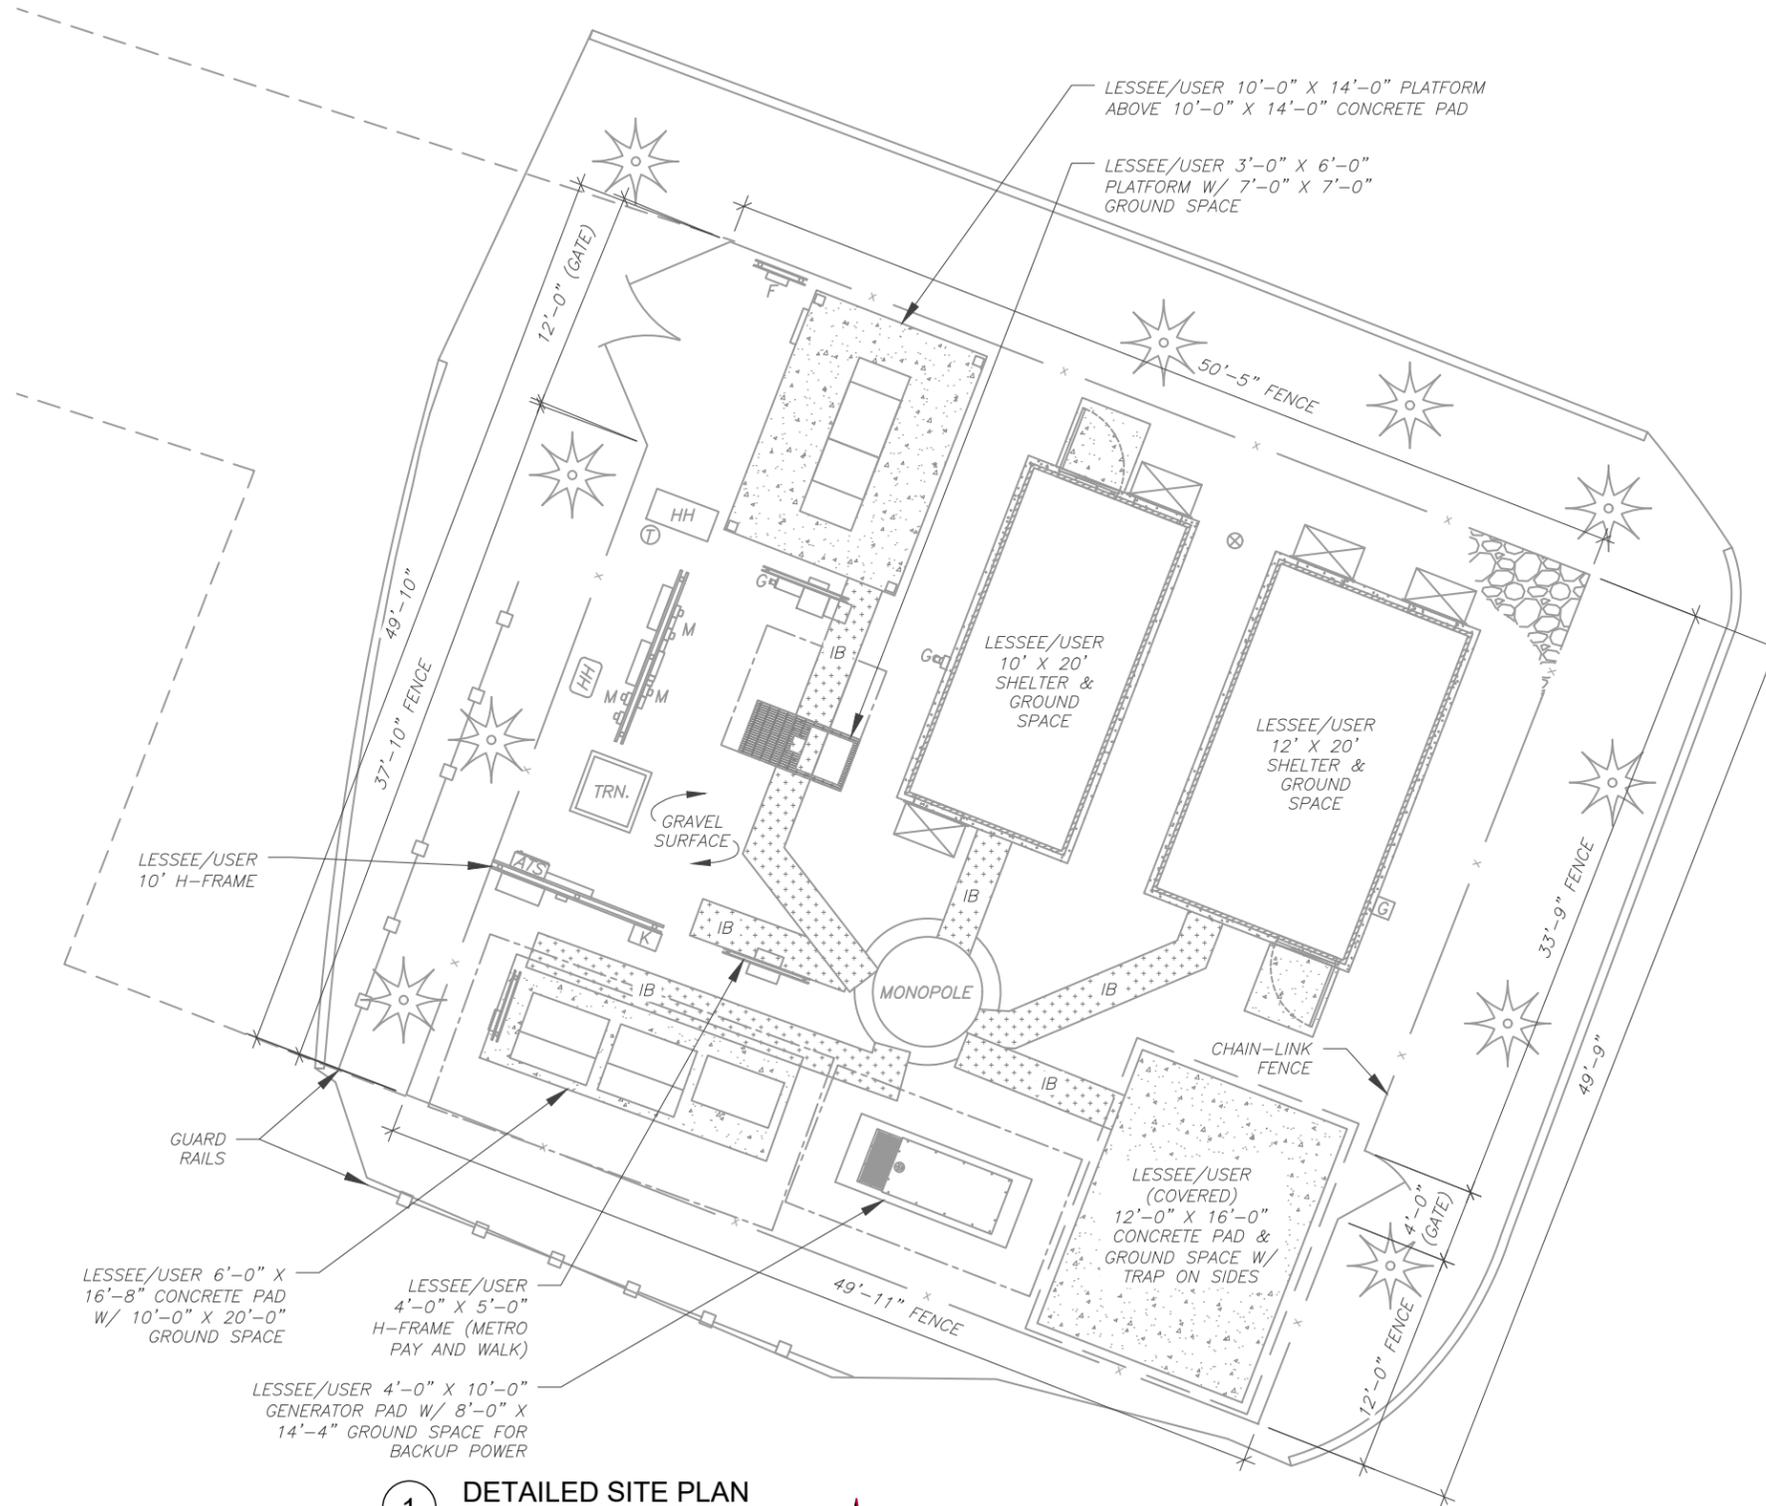 LESSEE/USER 10'-0" X 14'-0" PLATFORM
ABOVE 10'-0" X 14'-0" CONCRETE PAD
LESSEE/USER 3'-0" X 6'-0"
PLATFORM W/ 7'-0" X 7'-0"
GROUND SPACE
12'-0" (GATE)
F
50'-5" FENCE
HH
T
49'-10"
37'-10" FENCE
G
M
HH
M
M
IB
G
LESSEE/USER
10' X 20'
SHELTER &
GROUND
SPACE
LESSEE/USER
12' X 20'
SHELTER &
GROUND
SPACE
TRN.
GRAVEL
SURFACE
LESSEE/USER
10' H-FRAME
ATS
K
IB
IB
G
33'-9" FENCE
IB
MONOPOLE
IB
IB
CHAIN-LINK
FENCE
49'-9"
GUARD
RAILS
LESSEE/USER
(COVERED)
12'-0" X 16'-0"
CONCRETE PAD &
GROUND SPACE W/
TRAP ON SIDES
4'-0"
(GATE)
LESSEE/USER 6'-0" X
16'-8" CONCRETE PAD
W/ 10'-0" X 20'-0"
GROUND SPACE
LESSEE/USER
4'-0" X 5'-0"
H-FRAME (METRO
PAY AND WALK)
49'-11" FENCE
12'-0" FENCE
LESSEE/USER 4'-0" X 10'-0"
GENERATOR PAD W/ 8'-0" X
14'-4" GROUND SPACE FOR
BACKUP POWER
1
DETAILED SITE PLAN